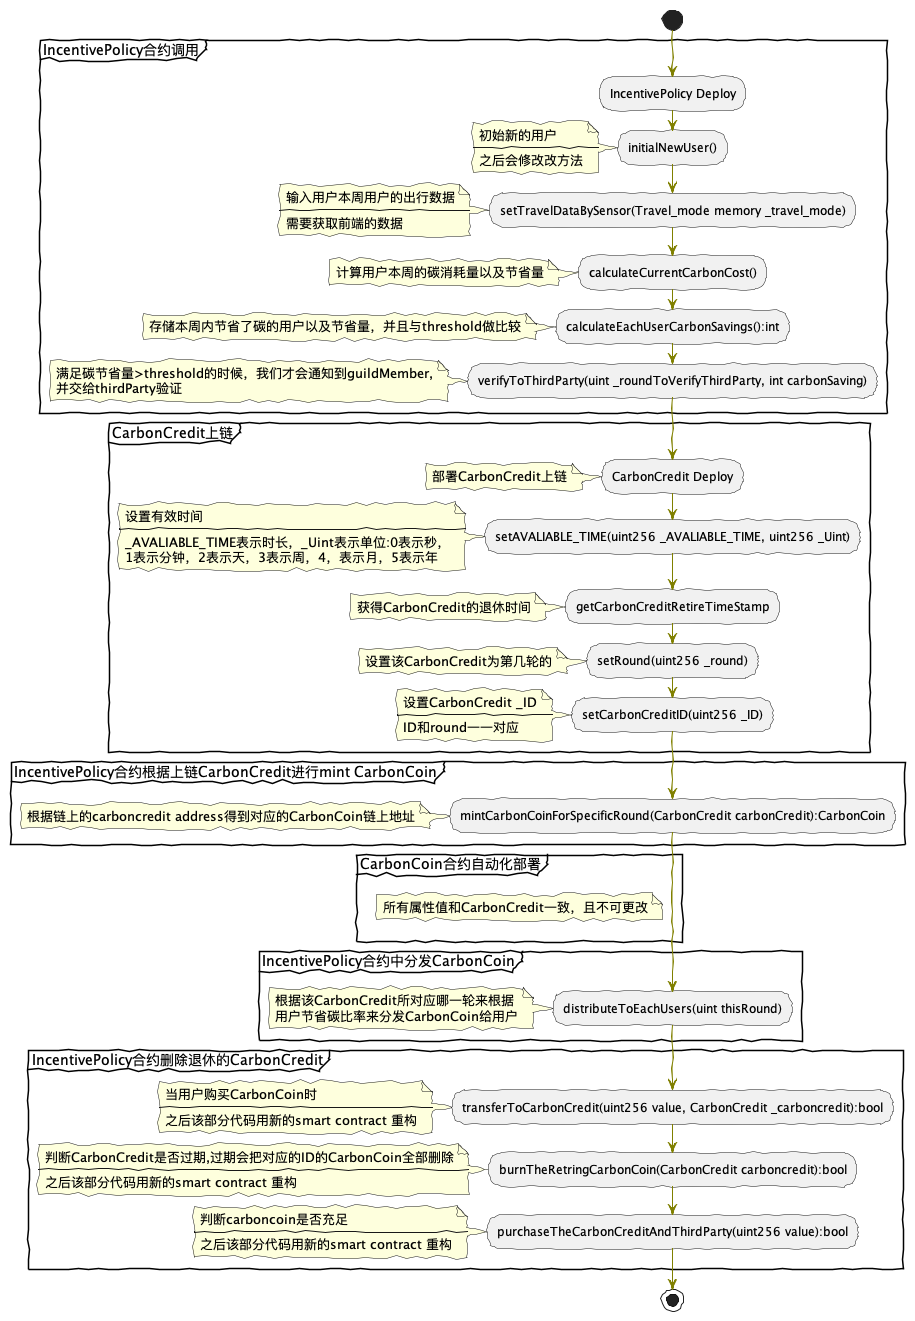 IncentivePolicy合约调用
IncentivePolicy Deploy
初始新的用户
之后会修改改方法
initialNewUser()
输入用户本周用户的出行数据
需要获取前端的数据
setTravelDataBySensor(Travel_mode memory _travel_mode)
计算用户本周的碳消耗量以及节省量
calculateCurrentCarbonCost()
存储本周内节省了碳的用户以及节省量，并且与threshold做比较
calculateEachUserCarbonSavings():int
满足碳节省量>threshold的时候，我们才会通知到guildMember,
并交给thirdParty验证
verifyToThirdParty(uint _roundToVerifyThirdParty, int carbonSaving)
CarbonCredit上链
部署CarbonCredit上链
CarbonCredit Deploy
设置有效时间
_AVALIABLE_TIME表示时长，_Uint表示单位:0表示秒，
1表示分钟，2表示天，3表示周，4，表示月，5表示年
setAVALIABLE_TIME(uint256 _AVALIABLE_TIME, uint256 _Uint)
获得CarbonCredit的退休时间
getCarbonCreditRetireTimeStamp
设置该CarbonCredit为第几轮的
setRound(uint256 _round)
设置CarbonCredit _ID
ID和round一一对应
setCarbonCreditID(uint256 _ID)
IncentivePolicy合约根据上链CarbonCredit进行mint CarbonCoin
根据链上的carboncredit address得到对应的CarbonCoin链上地址
mintCarbonCoinForSpecificRound(CarbonCredit carbonCredit):CarbonCoin
CarbonCoin合约自动化部署
所有属性值和CarbonCredit一致，且不可更改
IncentivePolicy合约中分发CarbonCoin
根据该CarbonCredit所对应哪一轮来根据
用户节省碳比率来分发CarbonCoin给用户
distributeToEachUsers(uint thisRound)
IncentivePolicy合约删除退休的CarbonCredit
当用户购买CarbonCoin时
之后该部分代码用新的smart contract 重构
transferToCarbonCredit(uint256 value, CarbonCredit _carboncredit):bool
判断CarbonCredit是否过期,过期会把对应的ID的CarbonCoin全部删除
之后该部分代码用新的smart contract 重构
burnTheRetringCarbonCoin(CarbonCredit carboncredit):bool
判断carboncoin是否充足
之后该部分代码用新的smart contract 重构
purchaseTheCarbonCreditAndThirdParty(uint256 value):bool